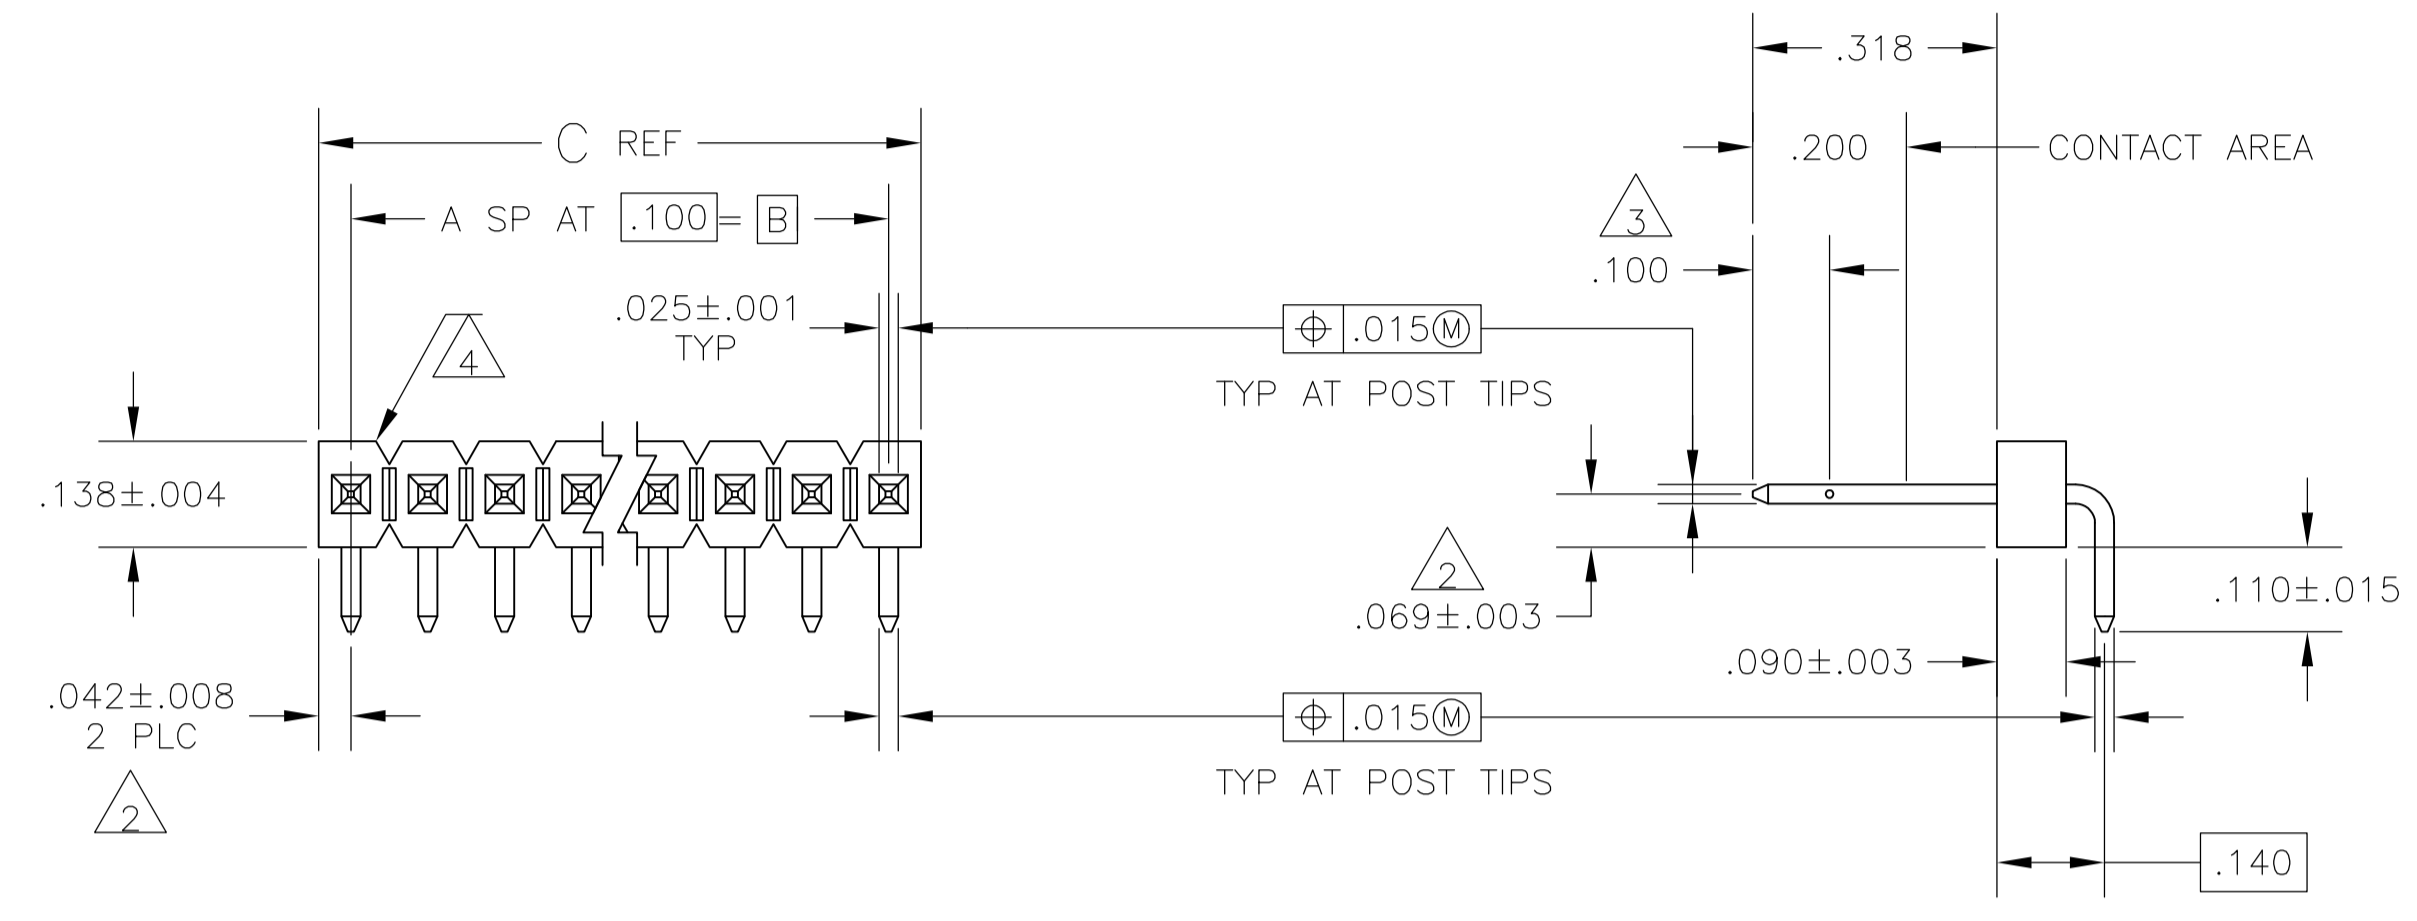 .318
C REF
.200
CONTACT AREA
A SP AT .100 = B
3
.100
.025±.001
TYP
⌖ .015Ⓜ
4
TYP AT POST TIPS
.138±.004
2
.069±.003
.110±.015
.090±.003
.042±.008
2 PLC
⌖ .015Ⓜ
2
TYP AT POST TIPS
.140